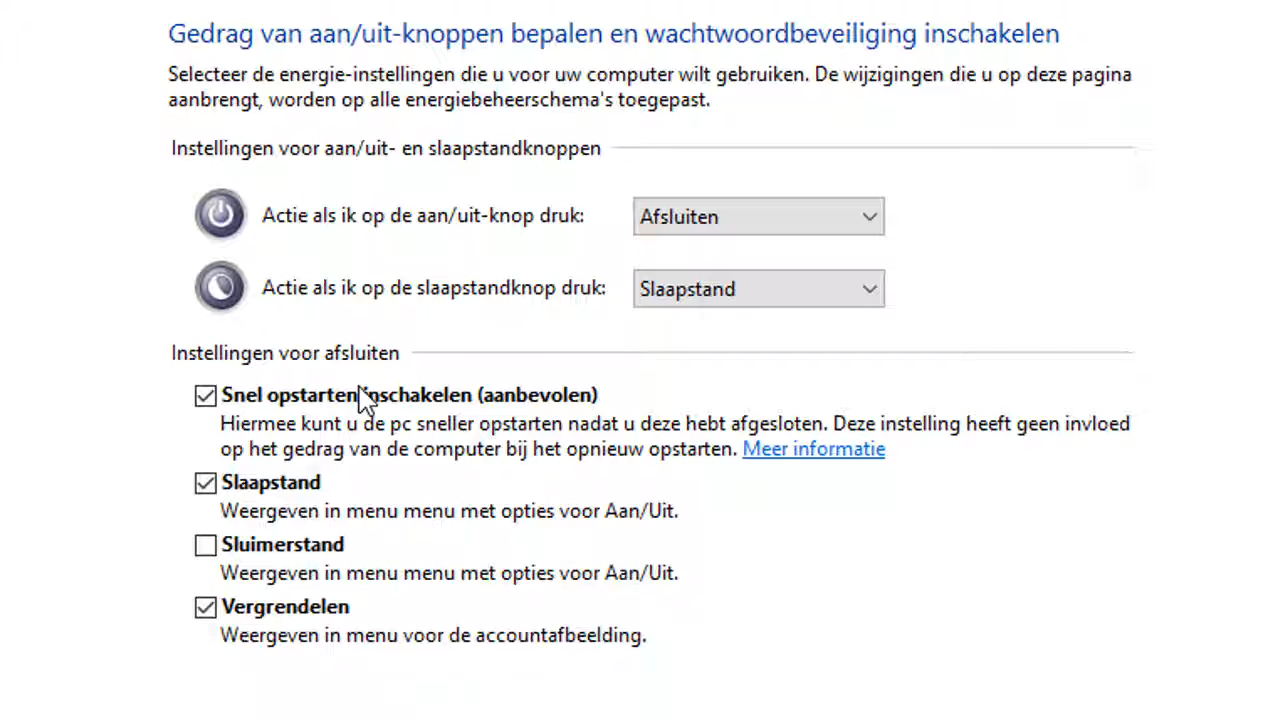 Gedrag van aan/uit-knoppen bepalen en wachtwoordbeveiliging inschakelen
Selecteer de energie-instellingen die u voor uw computer wilt gebruiken. De wijzigingen die u op deze pagina
aanbrengt, worden op alle energiebeheerschema's toegepast.
Instellingen voor aan/uit- en slaapstandknoppen
Actie als ik op de aan/uit-knop druk: Afsluiten
Actie als ik op de slaapstandknop druk: Slaapstand
Instellingen voor afsluiten
Snel opstarten inschakelen (aanbevolen)
Hiermee kunt u de pc sneller opstarten nadat u deze hebt afgesloten. Deze instelling heeft geen invloed
op het gedrag van de computer bij het opnieuw opstarten. Meer informatie
Slaapstand
Weergeven in menu menu met opties voor Aan/Uit.
Sluimerstand
Weergeven in menu menu met opties voor Aan/Uit.
Vergrendelen
Weergeven in menu voor de accountafbeelding.